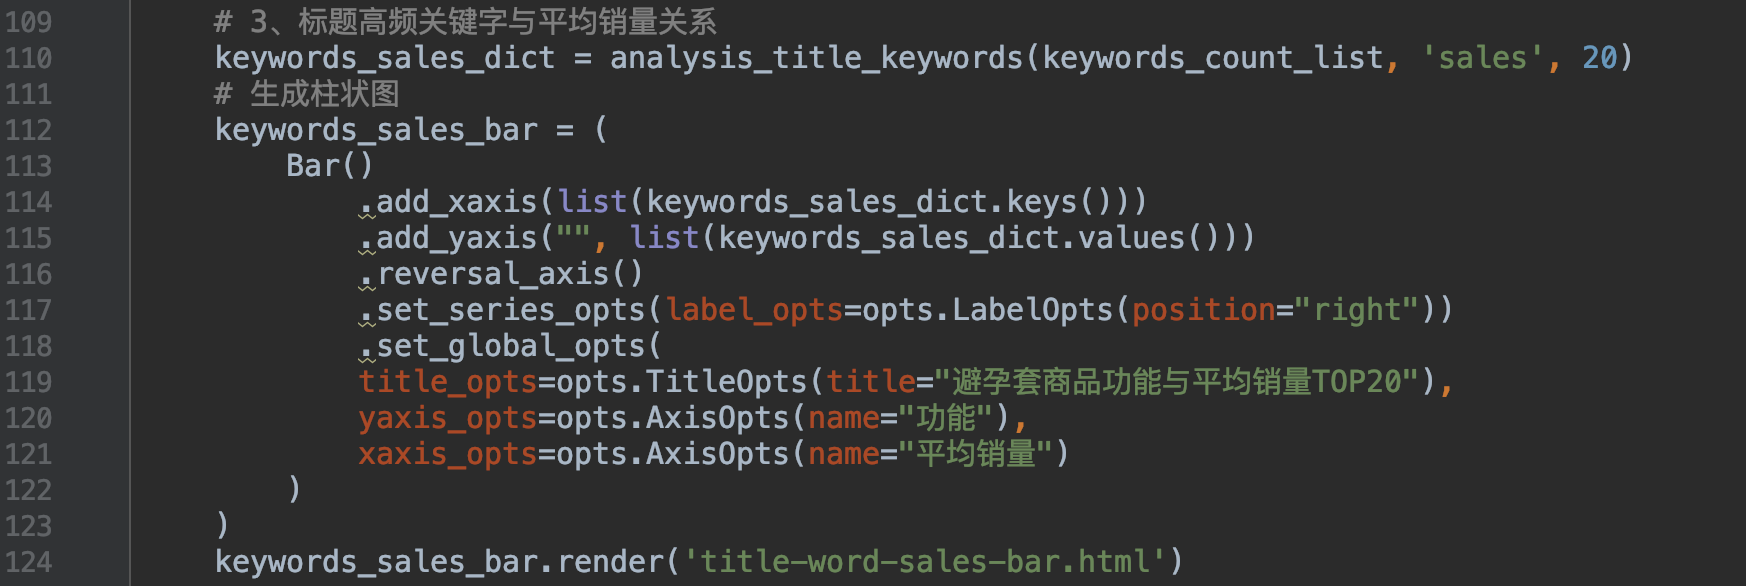 109 # 3、标题高频关键字与平均销量关系
110 keywords_sales_dict = analysis_title_keywords(keywords_count_list, 'sales', 20)
111 # 生成柱状图
112 keywords_sales_bar = (
113 Bar()
114 .add_xaxis(list(keywords_sales_dict.keys()))
115 .add_yaxis("", list(keywords_sales_dict.values()))
116 .reversal_axis()
117 .set_series_opts(label_opts=opts.LabelOpts(position="right"))
118 .set_global_opts(
119 title_opts=opts.TitleOpts(title="避孕套商品功能与平均销量TOP20"),
120 yaxis_opts=opts.AxisOpts(name="功能"),
121 xaxis_opts=opts.AxisOpts(name="平均销量")
122 )
123 )
124 keywords_sales_bar.render('title-word-sales-bar.html')